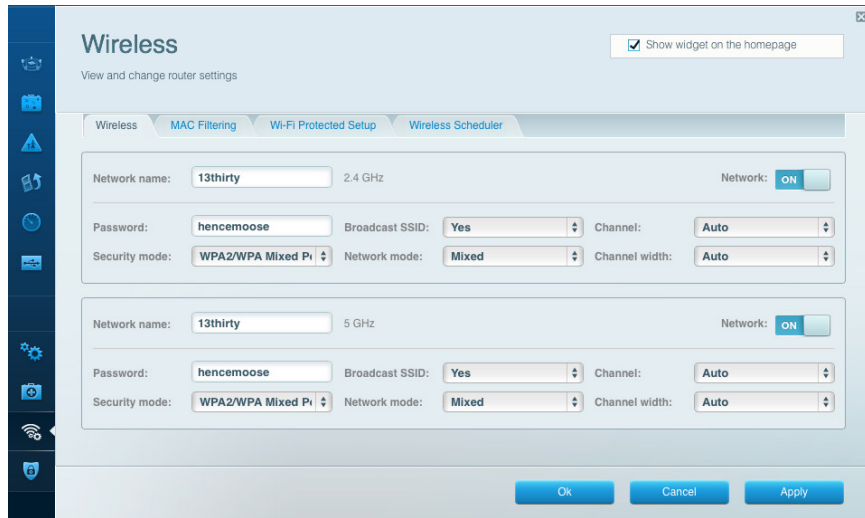 Wireless
Show widget on the homepage
View and change router settings
Wireless MAC Filtering Wi-Fi Protected Setup Wireless Scheduler
Network name: 13thirty 2.4 GHz Network: ON
Password: hencemoose Broadcast SSID: Yes Channel: Auto
Security mode: WPA2/WPA Mixed Network mode: Mixed Channel width: Auto
Network name: 13thirty 5 GHz Network: ON
Password: hencemoose Broadcast SSID: Yes Channel: Auto
Security mode: WPA2/WPA Mixed Network mode: Mixed Channel width: Auto
Ok Cancel Apply